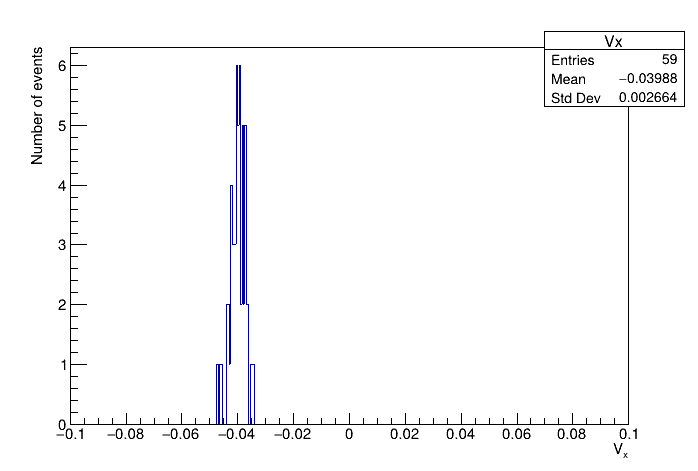 Vx
Entries 59
Mean −0.03988
Std Dev 0.002664
Number of events
6
5
4
3
2
1
0
−0.1 −0.08 −0.06 −0.04 −0.02 0 0.02 0.04 0.06 0.08 0.1
Vx